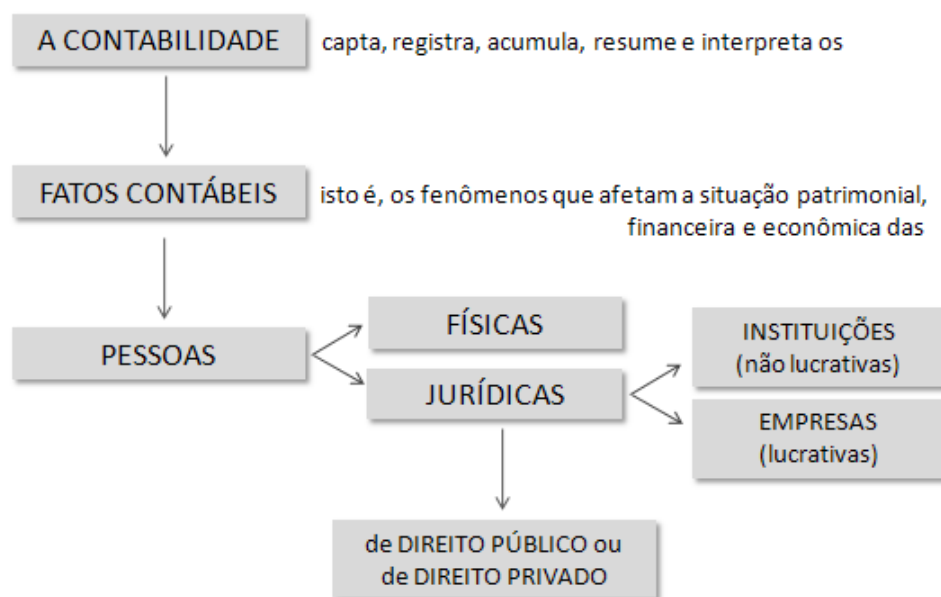 A CONTABILIDADE capta, registra, acumula, resume e interpreta os
FATOS CONTÁBEIS isto é, os fenômenos que afetam a situação patrimonial,
financeira e econômica das
PESSOAS
FÍSICAS
JURÍDICAS
INSTITUIÇÕES
(não lucrativas)
EMPRESAS
(lucrativas)
de DIREITO PÚBLICO ou
de DIREITO PRIVADO